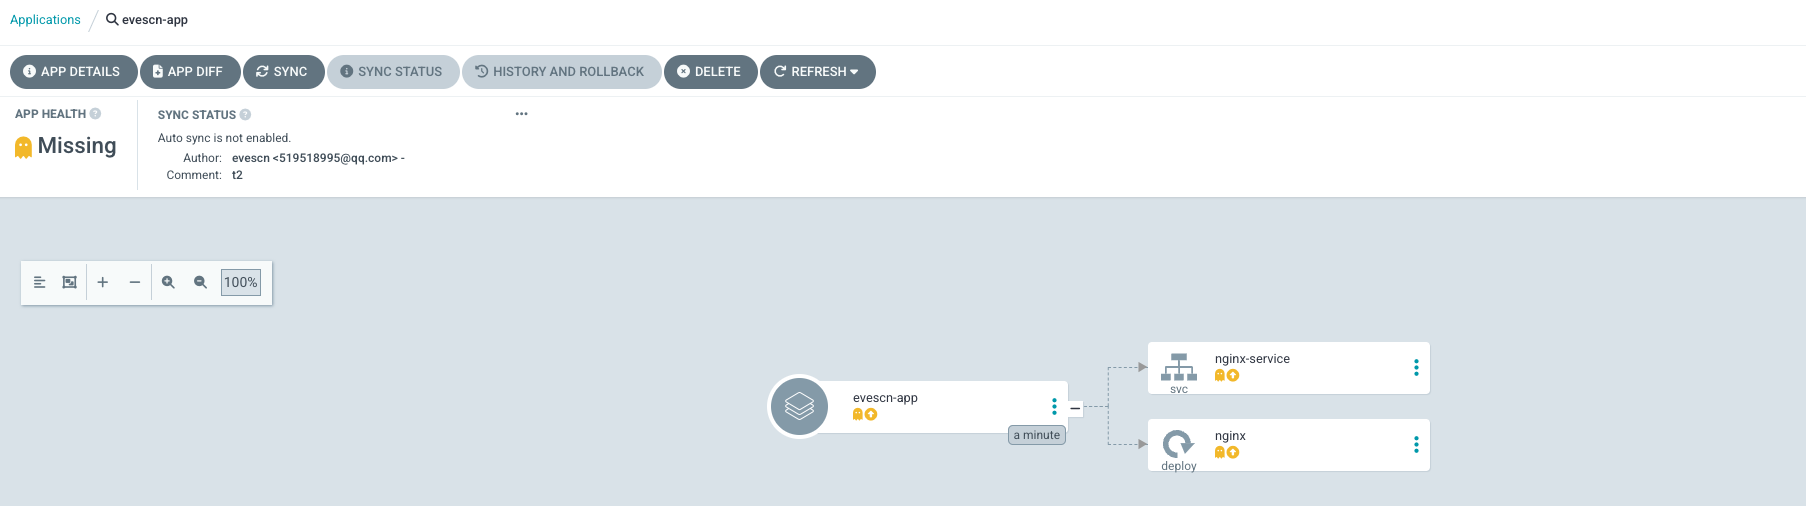 Applications / evescn-app
APP DETAILS APP DIFF SYNC SYNC STATUS HISTORY AND ROLLBACK DELETE REFRESH
APP HEALTH
Missing
SYNC STATUS
Auto sync is not enabled.
Author: evescn <519518995@qq.com> -
Comment: t2
100%
evescn-app
a minute
nginx-service
svc
nginx
deploy